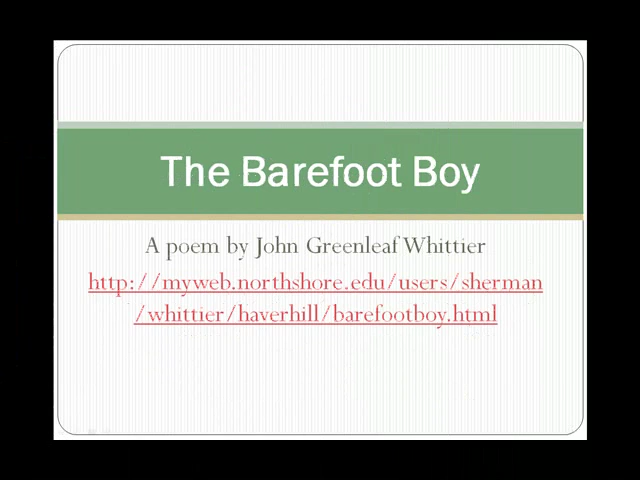 The Barefoot Boy
A poem by John Greenleaf Whittier
http://myweb.northshore.edu/users/sherman
/whittier/haverhill/barefootboy.html